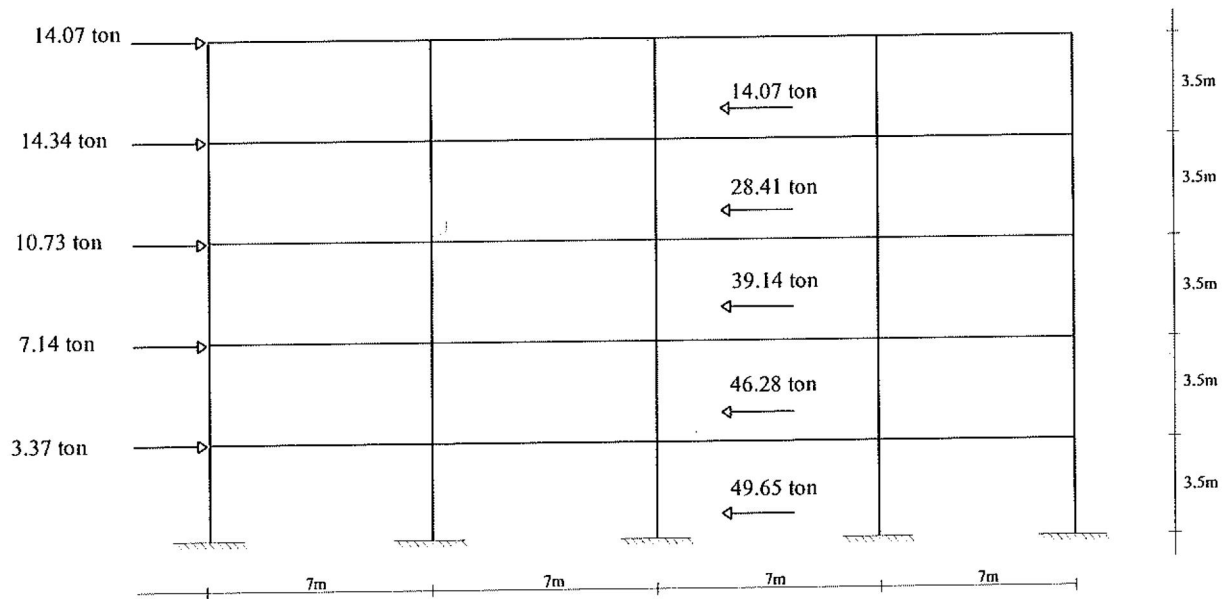 14.07 ton
3.5m
14.07 ton
14.34 ton
3.5m
28.41 ton
10.73 ton
3.5m
39.14 ton
7.14 ton
3.5m
46.28 ton
3.37 ton
3.5m
49.65 ton
7m
7m
7m
7m